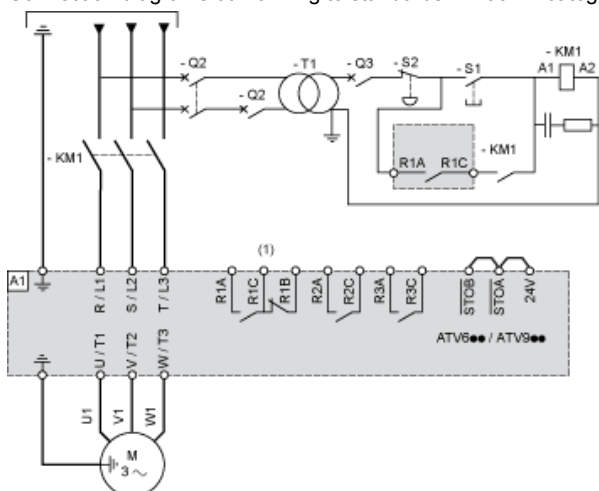 - Q2
- T1
- Q3
- S2
- S1
- KM1
A1
A2
- Q2
- KM1
R1A
R1C
- KM1
(1)
A1
R / L1
S / L2
T / L3
R1A
R1C
R1B
R2A
R2C
R3A
R3C
STOB
STOA
24V
U / T1
V / T2
W / T3
ATV6●● / ATV9●●
U1
V1
W1
M
3 ~